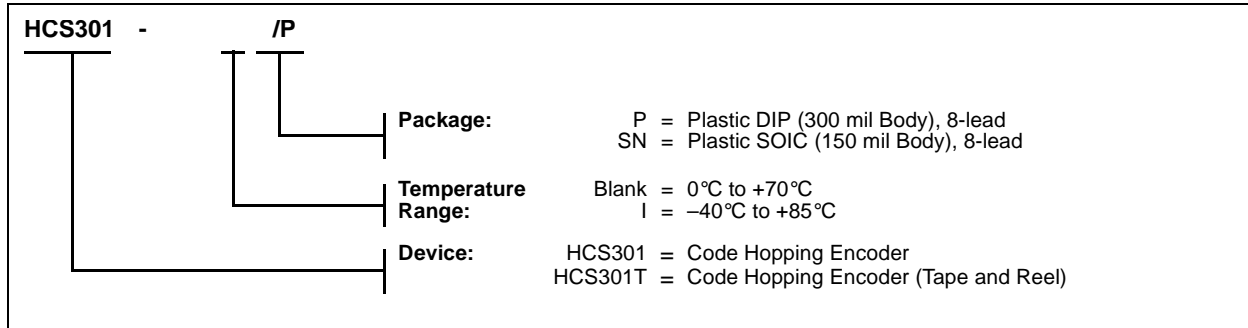 HCS301 - /P
Package: P = Plastic DIP (300 mil Body), 8-lead
SN = Plastic SOIC (150 mil Body), 8-lead
Temperature Blank = 0°C to +70°C
Range: I = –40°C to +85°C
Device: HCS301 = Code Hopping Encoder
HCS301T = Code Hopping Encoder (Tape and Reel)